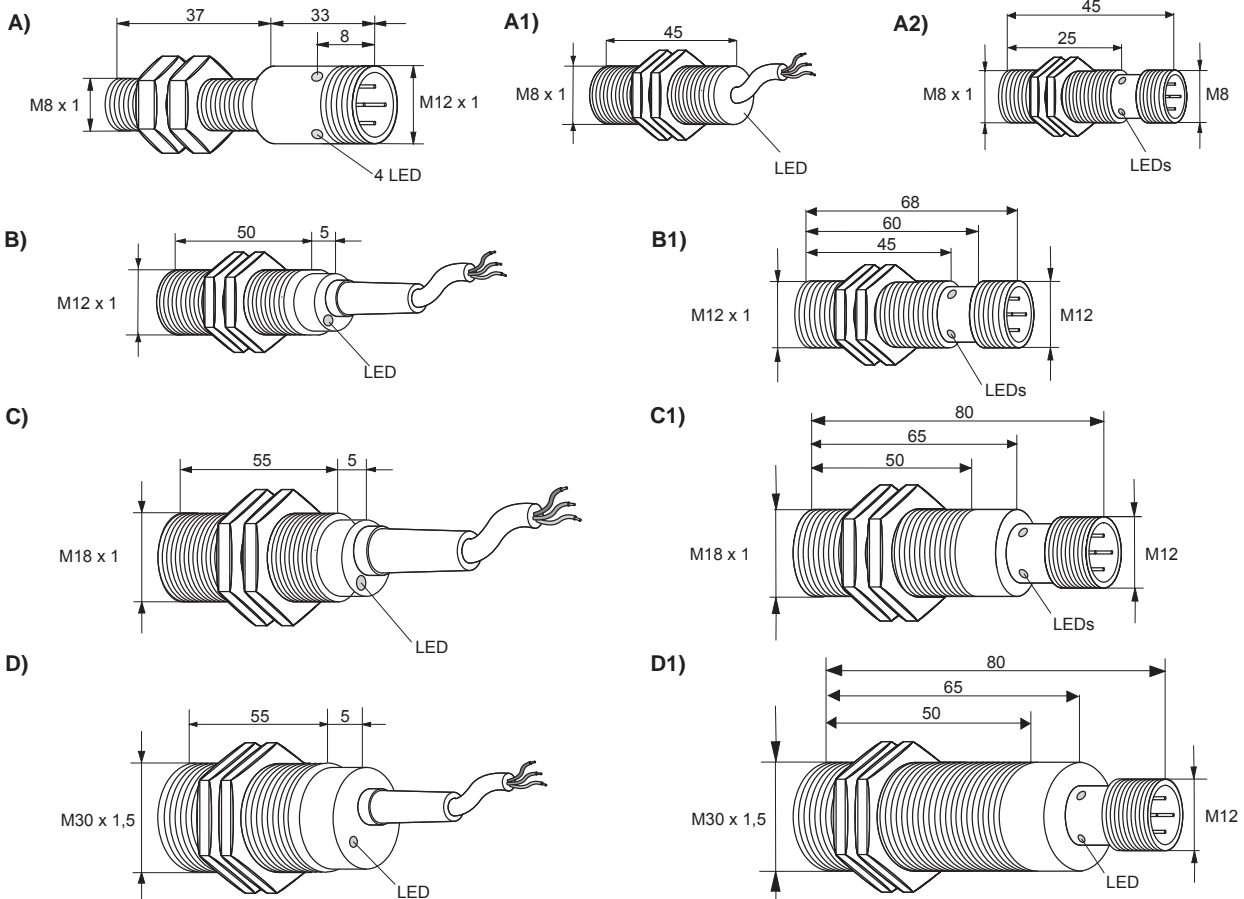 A)
37
33
8
M8 x 1
M12 x 1
4 LED
A1)
45
M8 x 1
LED
A2)
45
25
M8 x 1
M8
LEDs
B)
50
5
M12 x 1
LED
B1)
68
60
45
M12 x 1
M12
LEDs
C)
55
5
M18 x 1
LED
C1)
80
65
50
M18 x 1
M12
LEDs
D)
55
5
M30 x 1,5
LED
D1)
80
65
50
M30 x 1,5
M12
LED